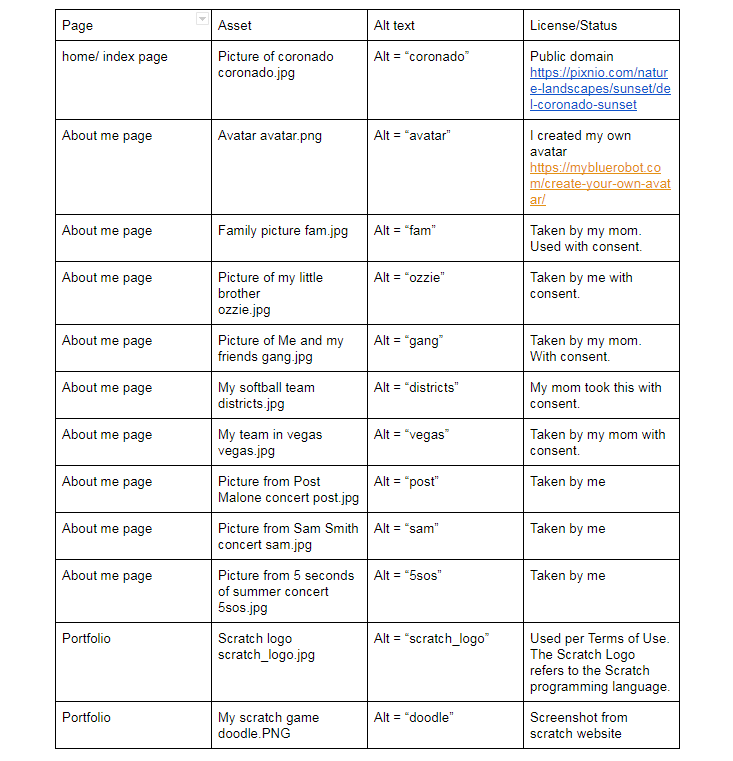 Page Asset Alt text License/Status
home/ index page Picture of coronado Alt = “coronado” Public domain
coronado.jpg https://pixnio.com/natur
e-landscapes/sunset/de
l-coronado-sunset
About me page Avatar avatar.png Alt = “avatar” I created my own
avatar
https://mybluerobot.co
m/create-your-own-avat
ar/
About me page Family picture fam.jpg Alt = “fam” Taken by my mom.
Used with consent.
About me page Picture of my little Alt = “ozzie” Taken by me with
brother consent.
ozzie.jpg
About me page Picture of Me and my Alt = “gang” Taken by my mom.
friends gang.jpg With consent.
About me page My softball team Alt = “districts” My mom took this with
districts.jpg consent.
About me page My team in vegas Alt = “vegas” Taken by my mom with
vegas.jpg consent.
About me page Picture from Post Alt = “post” Taken by me
Malone concert post.jpg
About me page Picture from Sam Smith Alt = “sam” Taken by me
concert sam.jpg
About me page Picture from 5 seconds Alt = “5sos” Taken by me
of summer concert
5sos.jpg
Portfolio Scratch logo Alt = “scratch_logo” Used per Terms of Use.
scratch_logo.jpg The Scratch Logo
refers to the Scratch
programming language.
Portfolio My scratch game Alt = “doodle” Screenshot from
doodle.PNG scratch website